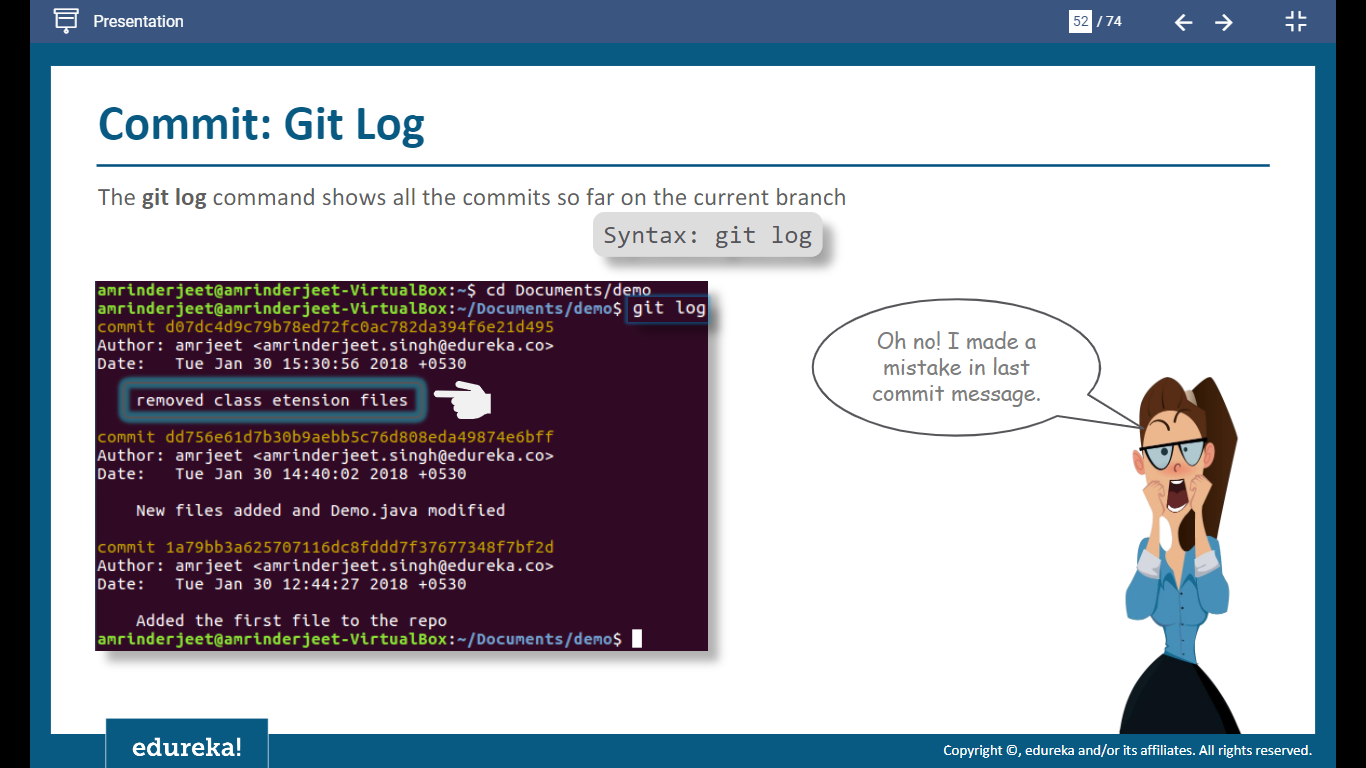 Presentation
52 / 74
Commit: Git Log
The git log command shows all the commits so far on the current branch
Syntax: git log
amrinderjeet@amrinderjeet-VirtualBox:~$ cd Documents/demo
amrinderjeet@amrinderjeet-VirtualBox:~/Documents/demo$ git log
commit d07dc4d9c79b78ed72fc0ac782da394f6e21d495
Author: amrjeet <amrinderjeet.singh@edureka.co>
Date:   Tue Jan 30 15:30:56 2018 +0530
removed class etension files
commit dd756e61d7b30b9aebb5c76d808eda49874e6bff
Author: amrjeet <amrinderjeet.singh@edureka.co>
Date:   Tue Jan 30 14:40:02 2018 +0530
New files added and Demo.java modified
commit 1a79bb3a625707116dc8fddd7f37677348f7bf2d
Author: amrjeet <amrinderjeet.singh@edureka.co>
Date:   Tue Jan 30 12:44:27 2018 +0530
Added the first file to the repo
amrinderjeet@amrinderjeet-VirtualBox:~/Documents/demo$
Oh no! I made a
mistake in last
commit message.
edureka!
Copyright ©, edureka and/or its affiliates. All rights reserved.